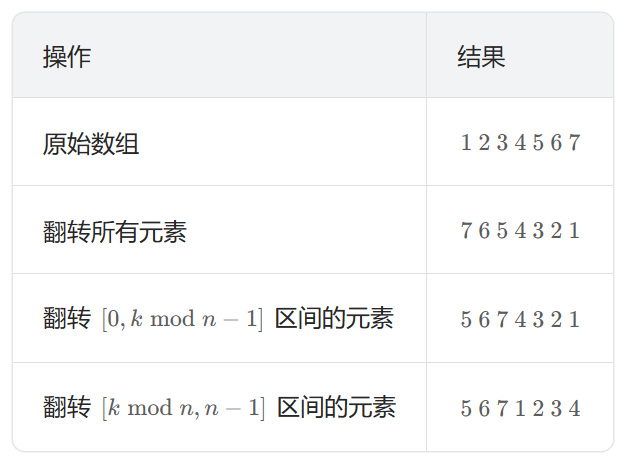 操作 结果
原始数组 1 2 3 4 5 6 7
翻转所有元素 7 6 5 4 3 2 1
翻转 [0, k mod n − 1] 区间的元素 5 6 7 4 3 2 1
翻转 [k mod n, n − 1] 区间的元素 5 6 7 1 2 3 4